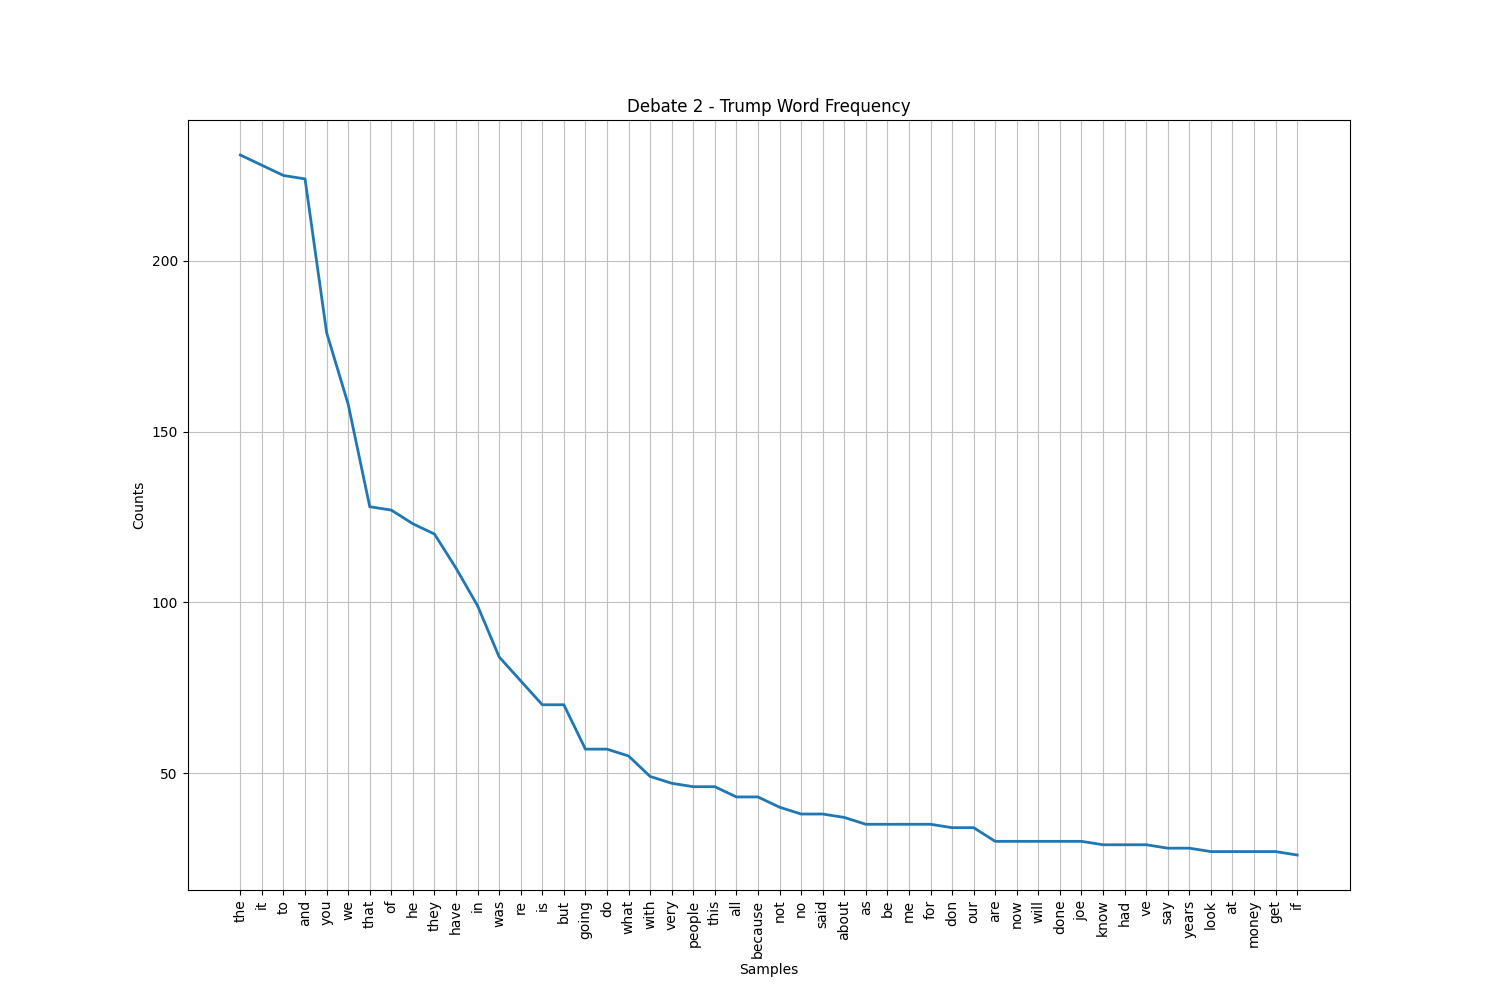 Debate 2 - Trump Word Frequency
200
150
100
50
Counts
the
it
to
and
you
we
that
of
he
they
have
in
was
re
is
but
going
do
what
with
very
people
this
all
because
not
no
said
about
as
be
me
for
don
our
are
now
will
done
joe
know
had
ve
say
years
look
at
money
get
if
Samples